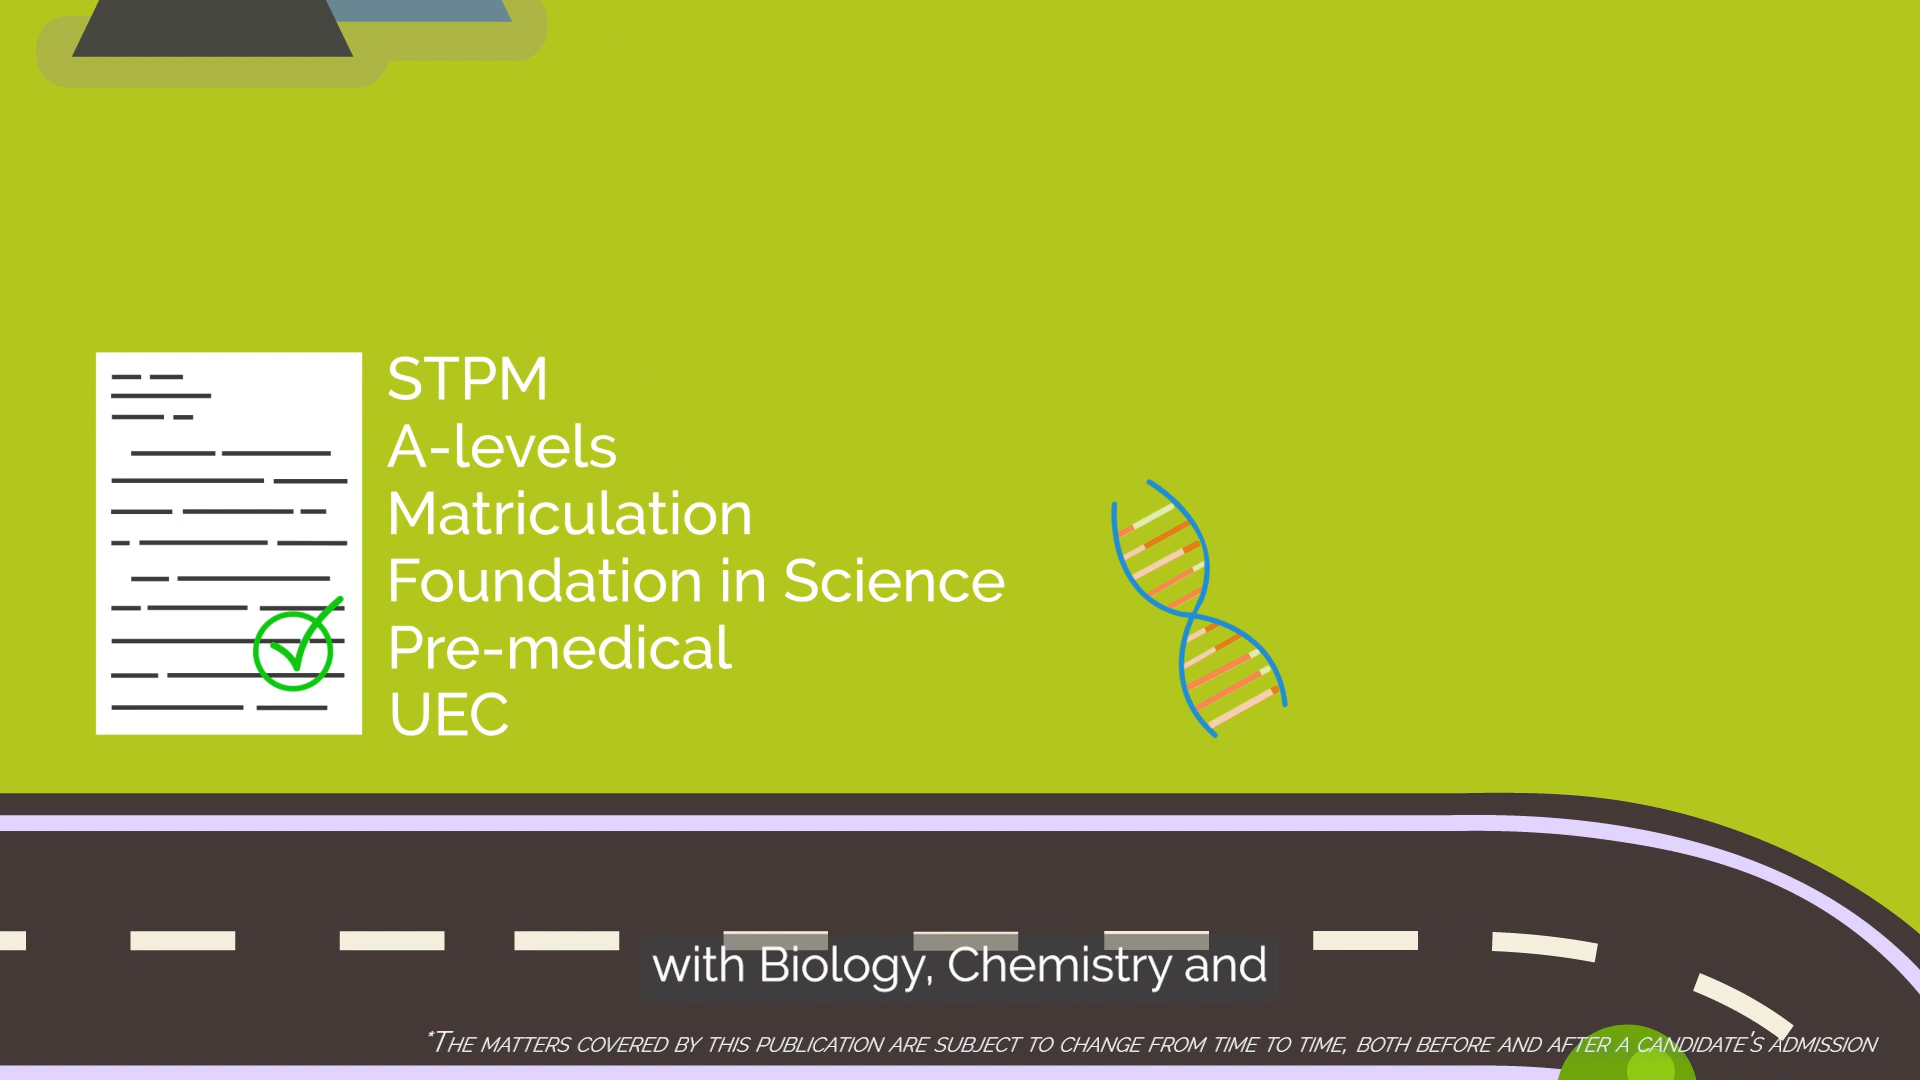 STPM
A-levels
Matriculation
Foundation in Science
Pre-medical
UEC
with Biology, Chemistry and
*The matters covered by this publication are subject to change from time to time, both before and after a candidate's admission